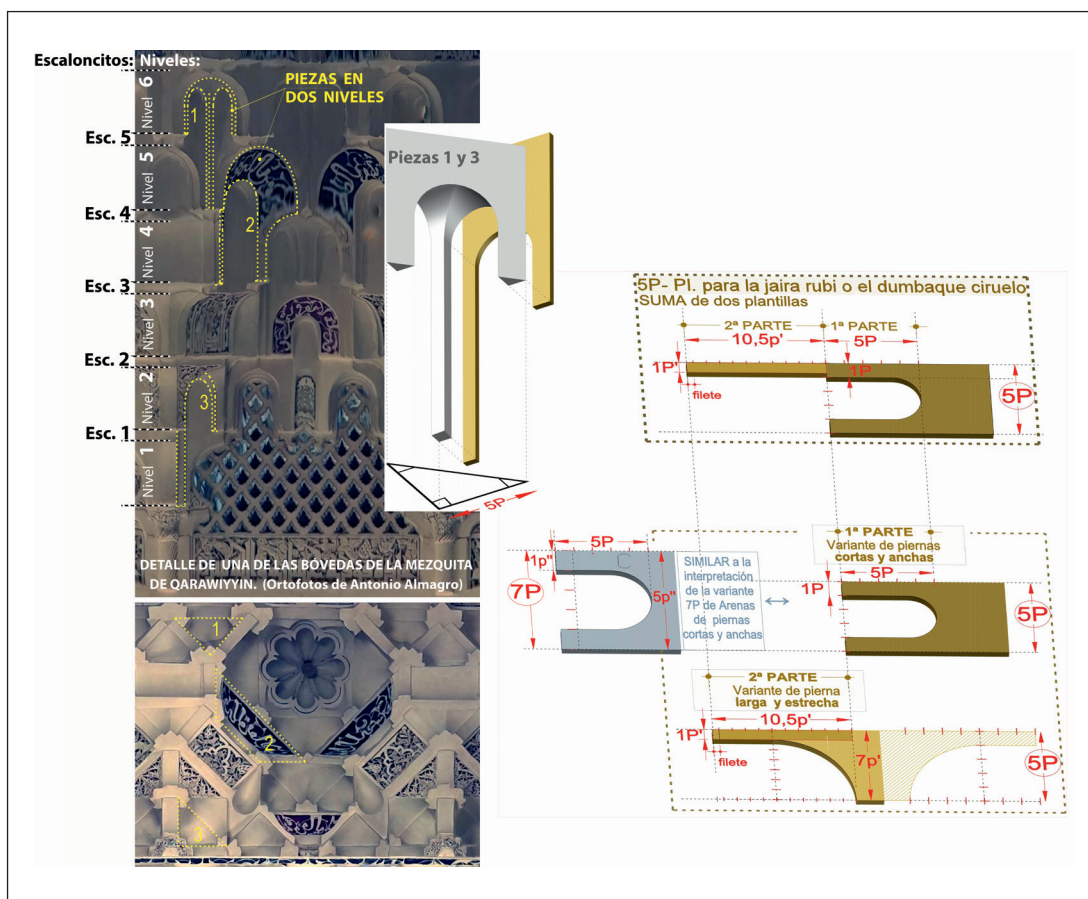 Escaloncitos: Niveles:
Nivel 6
Esc. 5
Nivel 5
Esc. 4
Nivel 4
Esc. 3
Nivel 3
Esc. 2
Nivel 2
Esc. 1
Nivel 1
PIEZAS EN
DOS NIVELES
1
2
3
DETALLE DE UNA DE LAS BÓVEDAS DE LA MEZQUITA
DE QARAWIYYIN. (Ortofotos de Antonio Almagro)
1
2
3
Piezas 1 y 3
5P
5P- Pl. para la jaira rubi o el dumbaque ciruelo
SUMA de dos plantillas
2ª PARTE 1ª PARTE
10,5p' 5P
1P' 1P
filete
5P
1ª PARTE
Variante de piernas
cortas y anchas
5P 5P
1p" C 1P
7P 5p" 5P
SIMILAR a la
interpretación
de la variante
7P de Arenas
de piernas
cortas y anchas
2ª PARTE
Variante de pierna
larga y estrecha
10,5p'
1P' 7p' 5P
filete